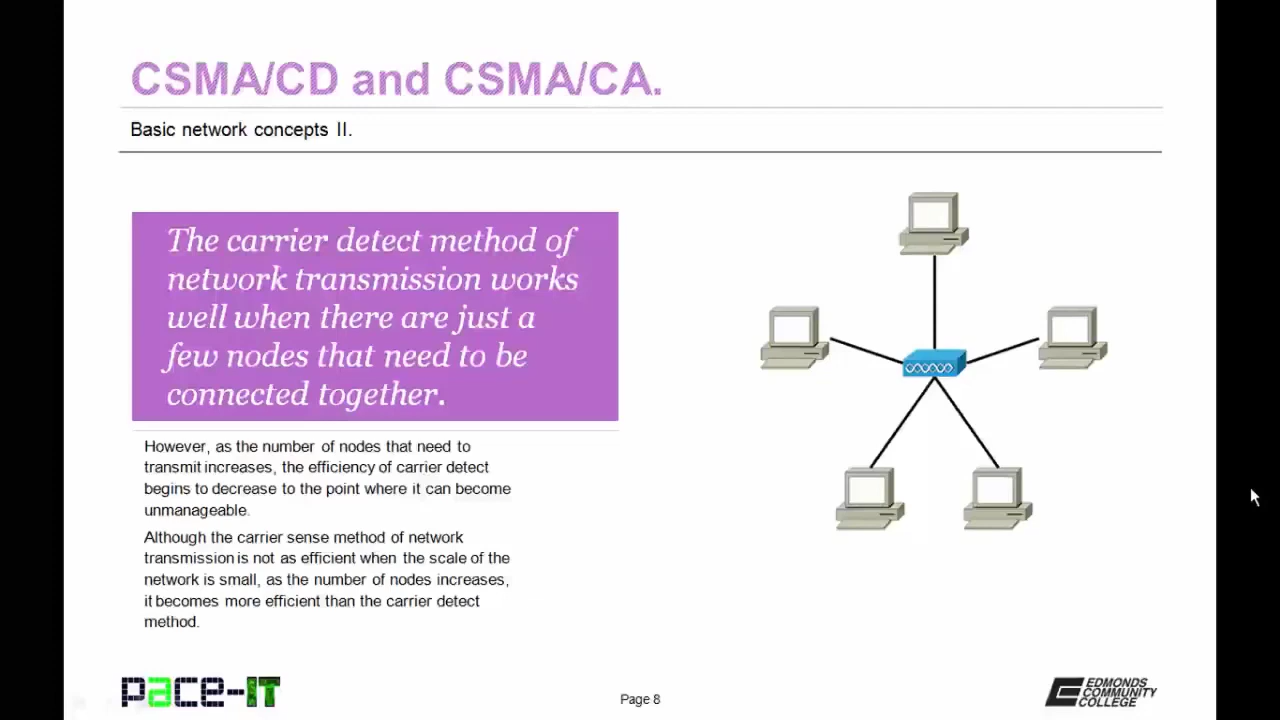 CSMA/CD and CSMA/CA.
Basic network concepts II.
The carrier detect method of
network transmission works
well when there are just a
few nodes that need to be
connected together.
However, as the number of nodes that need to
transmit increases, the efficiency of carrier detect
begins to decrease to the point where it can become
unmanageable.
Although the carrier sense method of network
transmission is not as efficient when the scale of the
network is small, as the number of nodes increases,
it becomes more efficient than the carrier detect
method.
pace-IT
Page 8
EDMONDS
COMMUNITY
COLLEGE